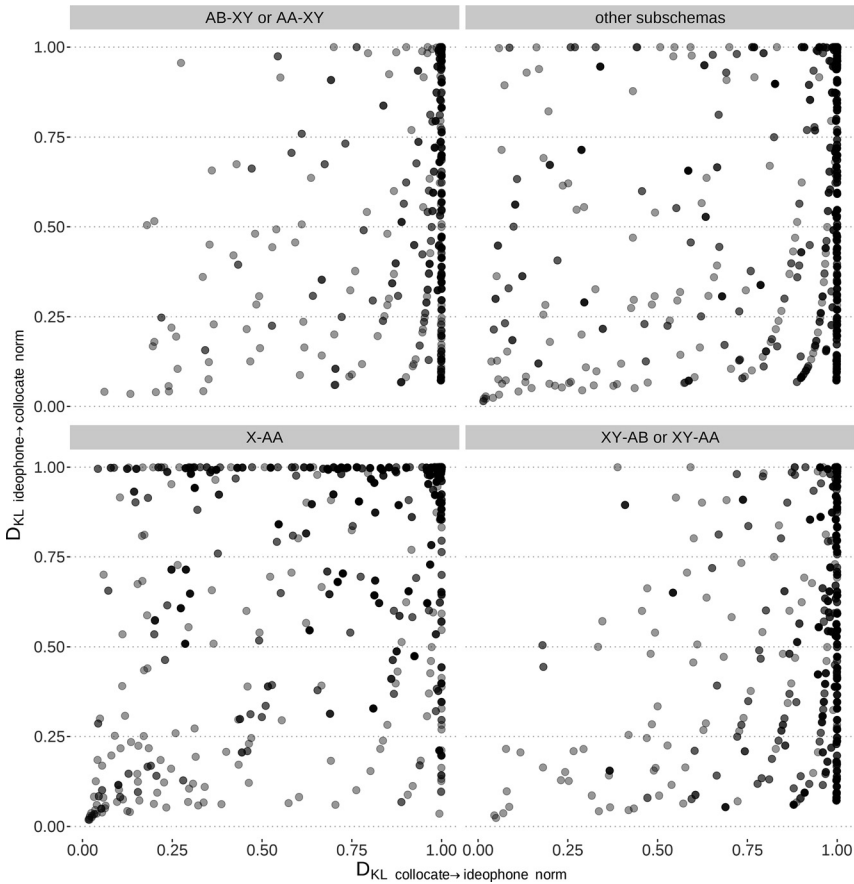 AB-XY or AA-XY
other subschemas
1.00
0.75
0.50
0.25
0.00
X-AA
XY-AB or XY-AA
1.00
0.75
0.50
0.25
0.00
0.00 0.25 0.50 0.75 1.00
0.00 0.25 0.50 0.75 1.00
DKL collocate→ideophone norm
DKL ideophone→collocate norm